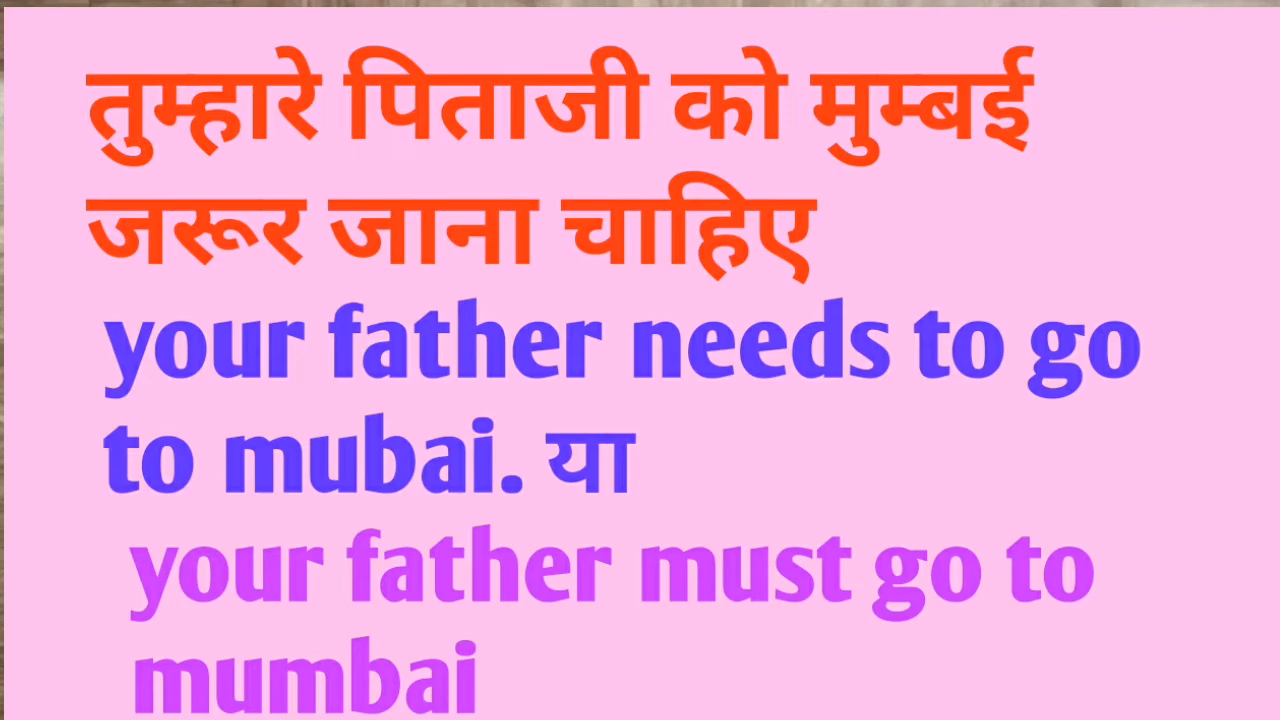 तुम्हारे पिताजी को मुम्बई
जरूर जाना चाहिए
your father needs to go
to mubai. या
your father must go to
mumbai